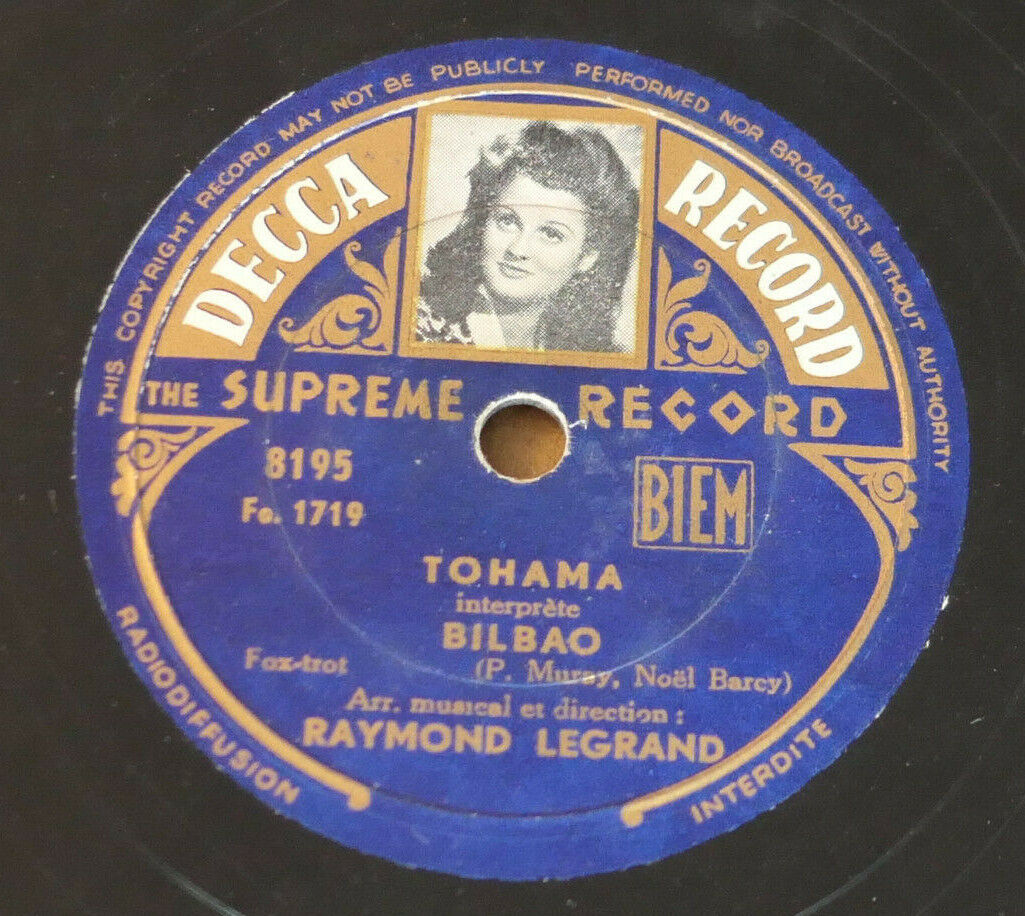 THIS COPYRIGHT RECORD MAY NOT BE PUBLICLY PERFORMED NOR BROADCAST WITHOUT AUTHORITY
DECCA RECORD
THE SUPREME RECORD
8195
Fo. 1719
BIEM
TOHAMA
interprète
BILBAO
Fox-trot (P. Muray, Noël Barcy)
Arr. musical et direction :
RAYMOND LEGRAND
RADIODIFFUSION INTERDITE